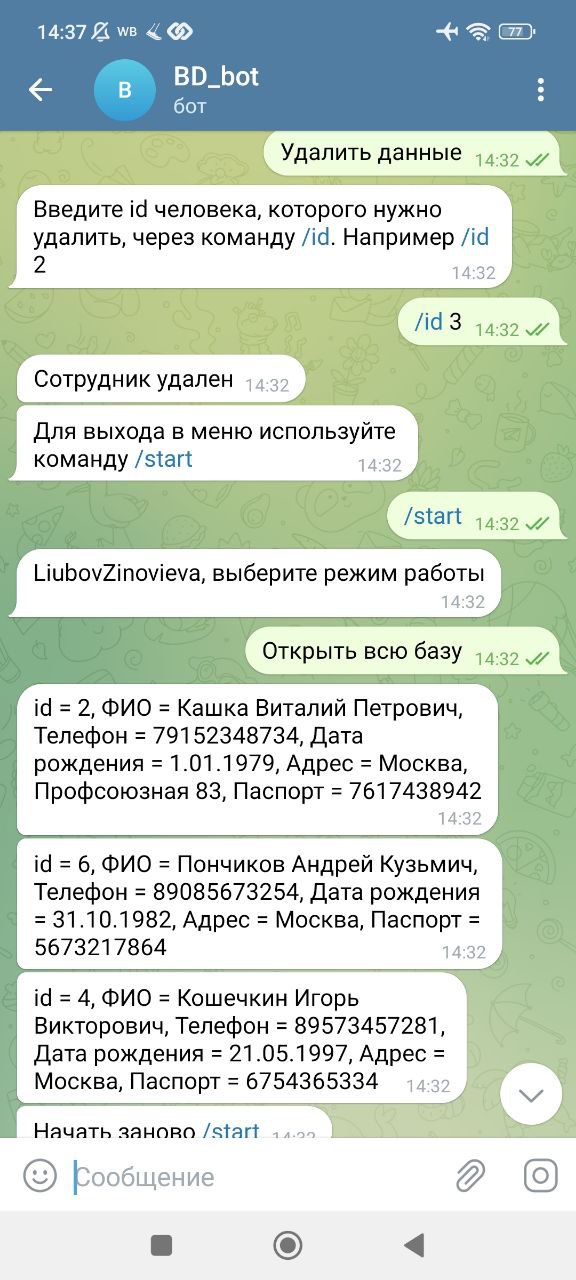 14:37 WB 77
B BD_bot
бот
Удалить данные 14:32
Введите id человека, которого нужно
удалить, через команду /id. Например /id
2 14:32
/id 3 14:32
Сотрудник удален 14:32
Для выхода в меню используйте
команду /start 14:32
/start 14:32
LiubovZinovieva, выберите режим работы
14:32
Открыть всю базу 14:32
id = 2, ФИО = Кашка Виталий Петрович,
Телефон = 79152348734, Дата
рождения = 1.01.1979, Адрес = Москва,
Профсоюзная 83, Паспорт = 7617438942
14:32
id = 6, ФИО = Пончиков Андрей Кузьмич,
Телефон = 89085673254, Дата рождения
= 31.10.1982, Адрес = Москва, Паспорт =
5673217864 14:32
id = 4, ФИО = Кошечкин Игорь
Викторович, Телефон = 89573457281,
Дата рождения = 21.05.1997, Адрес =
Москва, Паспорт = 6754365334 14:32
Начать заново /start 14:32
Сообщение